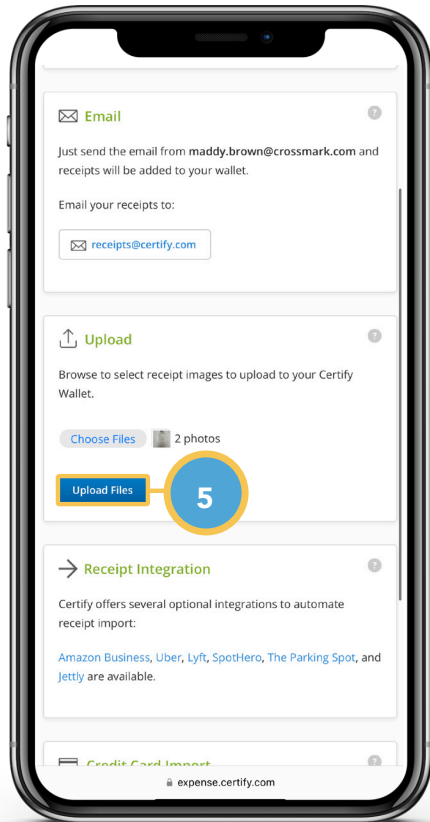 Email
?
Just send the email from maddy.brown@crossmark.com and
receipts will be added to your wallet.
Email your receipts to:
receipts@certify.com
Upload
?
Browse to select receipt images to upload to your Certify
Wallet.
Choose Files 2 photos
Upload Files
5
Receipt Integration
?
Certify offers several optional integrations to automate
receipt import:
Amazon Business, Uber, Lyft, SpotHero, The Parking Spot, and
Jettly are available.
Credit Card Import
?
expense.certify.com